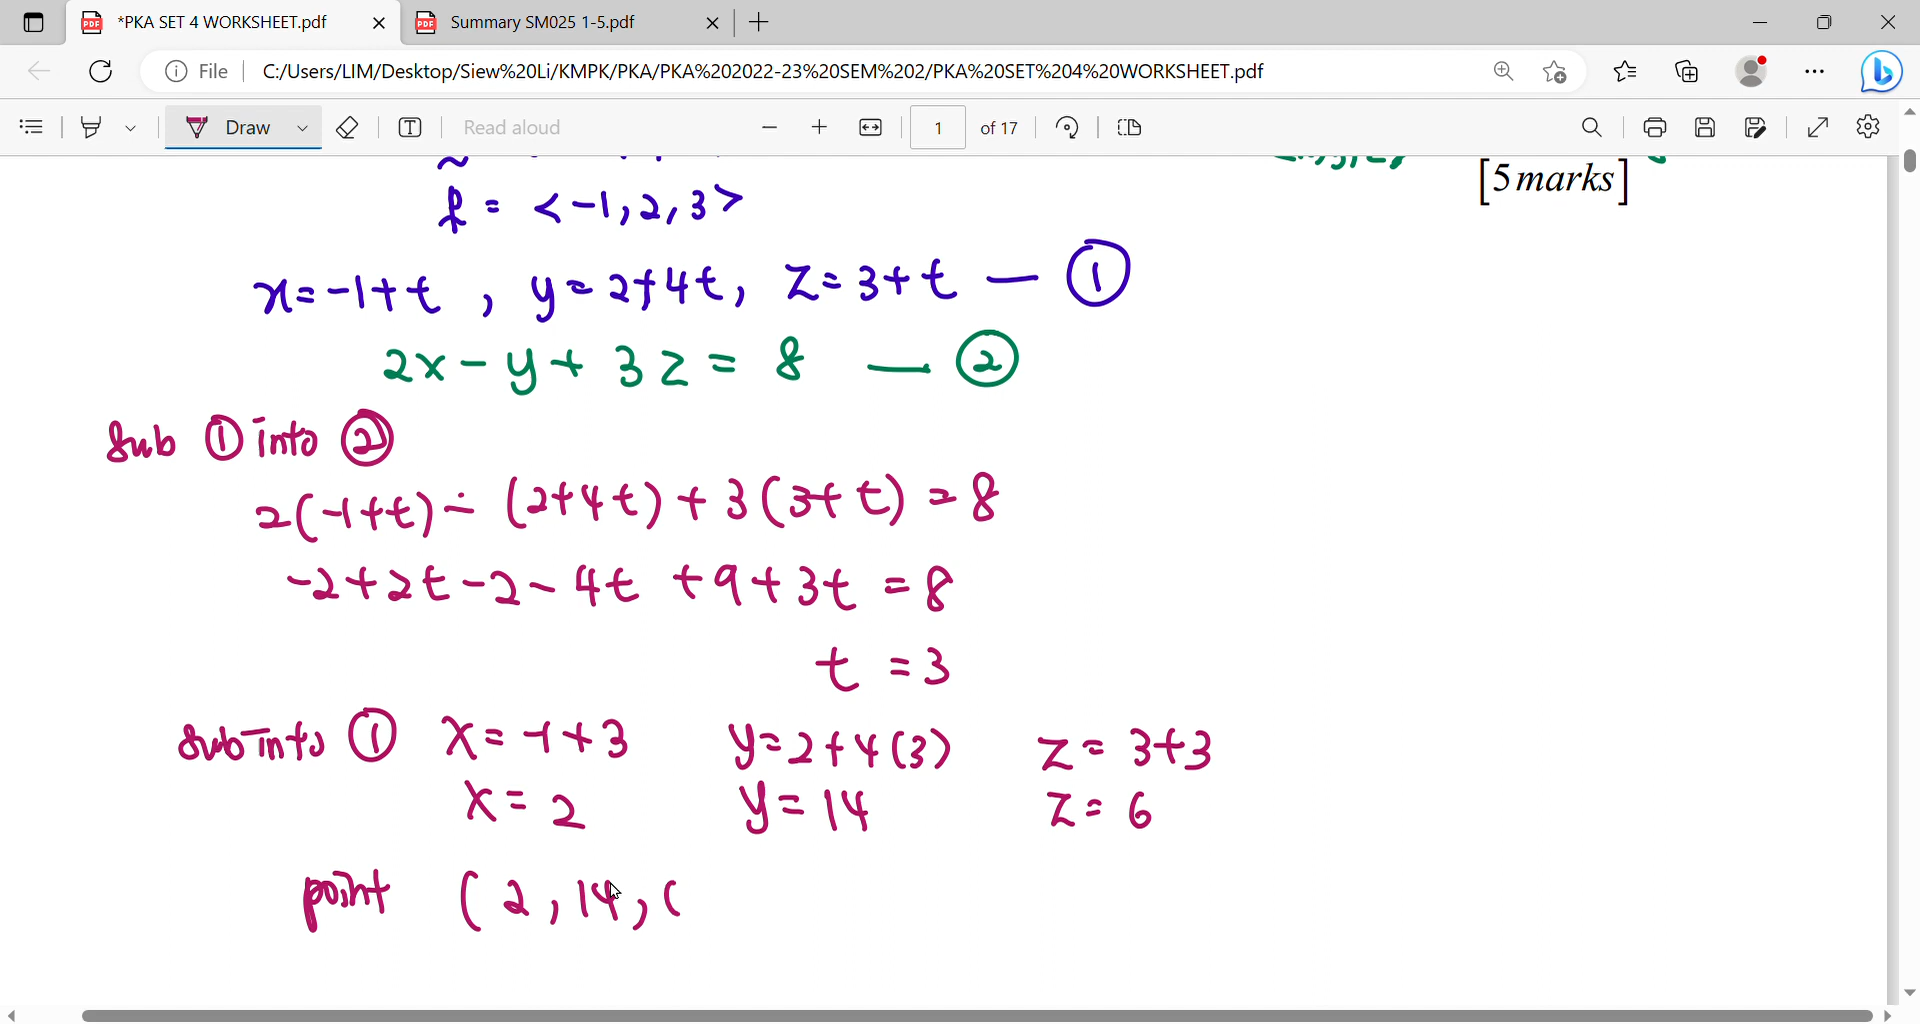 *PKA SET 4 WORKSHEET.pdf
Summary SM025 1-5.pdf
File
C:/Users/LIM/Desktop/Siew%20Li/KMPK/PKA/PKA%202022-23%20SEM%202/PKA%20SET%204%20WORKSHEET.pdf
Draw
Read aloud
1 of 17
[5 marks]
= <-1,2,3>
x=-1+t, y=2+4t, z=3+t — ①
2x-y+3z=8 — ②
Sub ① into ②
2(-1+t)-(2+4t)+3(3+t)=8
-2+2t-2-4t+9+3t=8
t=3
Sub into ① x=-1+3 y=2+4(3) z=3+3
x=2 y=14 z=6
point (2,14,(